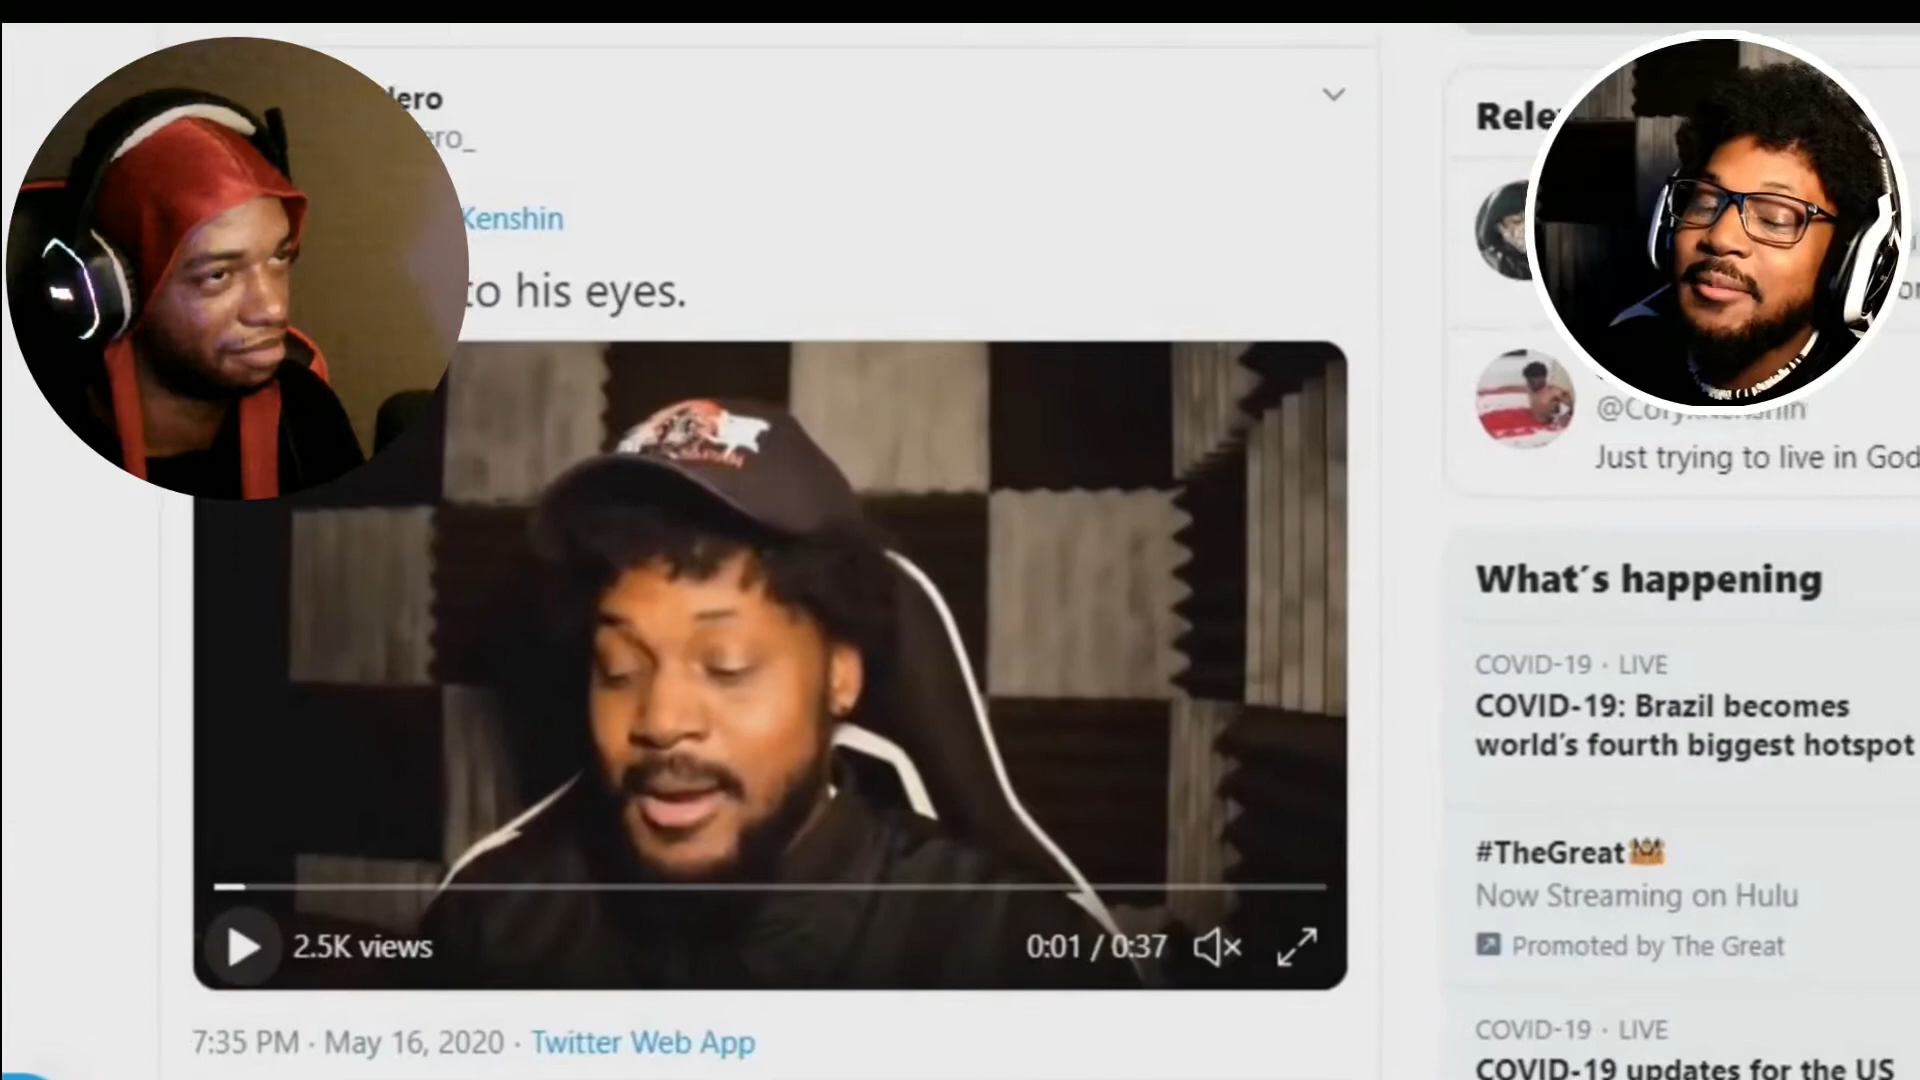 Kenshin
to his eyes.
2.5K views
0:01 / 0:37
7:35 PM · May 16, 2020 · Twitter Web App
Just trying to live in God
What's happening
COVID-19 · LIVE
COVID-19: Brazil becomes
world's fourth biggest hotspot
#TheGreat
Now Streaming on Hulu
Promoted by The Great
COVID-19 · LIVE
COVID-19 updates for the US